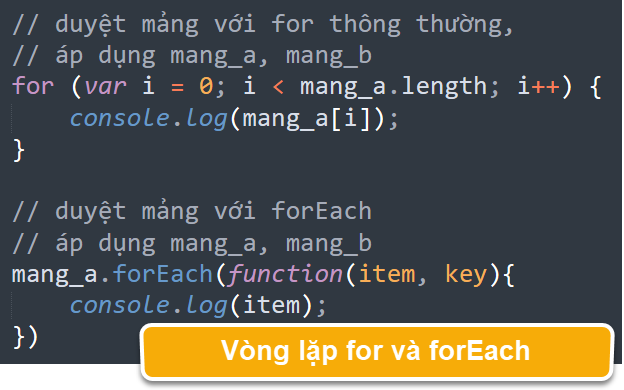 // duyệt mảng với for thông thường,
// áp dụng mang_a, mang_b
for (var i = 0; i < mang_a.length; i++) {
    console.log(mang_a[i]);
}

// duyệt mảng với forEach
// áp dụng mang_a, mang_b
mang_a.forEach(function(item, key){
    console.log(item);
})
Vòng lặp for và forEach